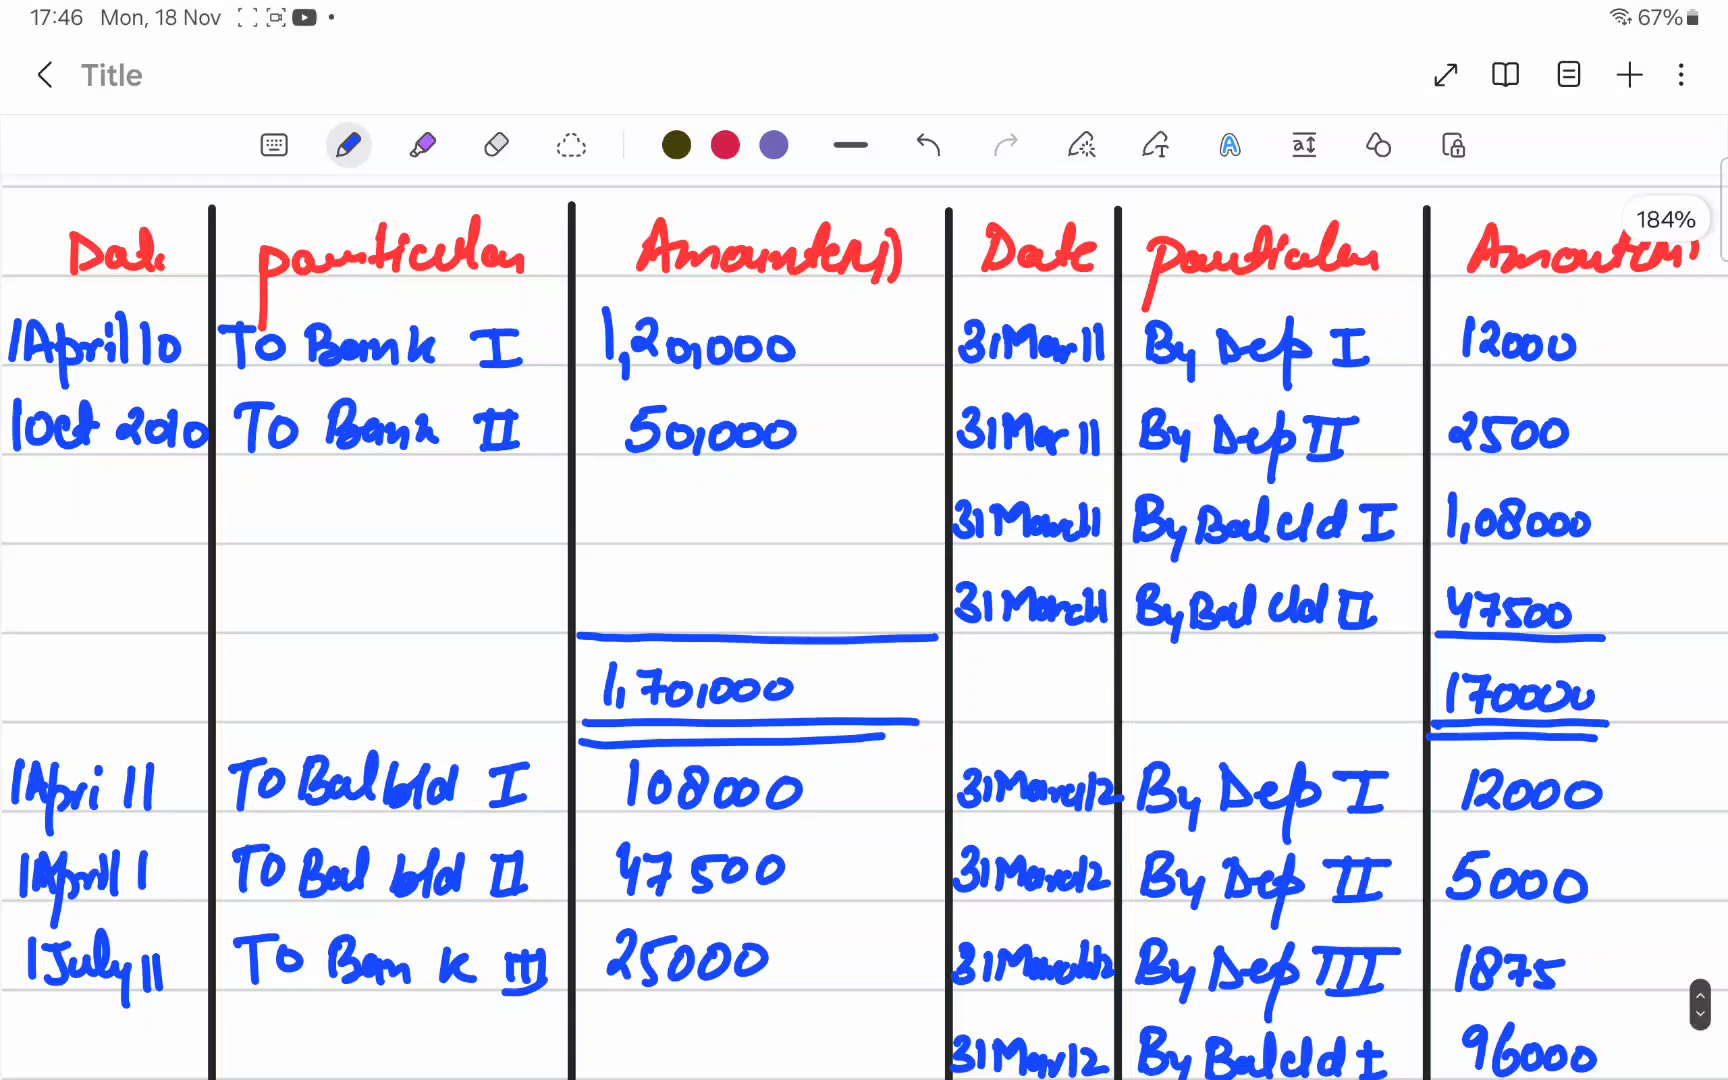 17:46 Mon, 18 Nov 67%
Title
184%
Date particular Amount(₹) Date particular Amount(₹)
1April10 To Bank I 1,20,000 31Mar11 By Dep I 12000
1Oct 2010 To Bank II 50,000 31Mar11 By Dep II 2500
31March11 By Bal c/d I 1,08000
31March11 By Bal c/d II 47500
1,70,000 170000
1Apri 11 To Bal b/d I 108000 31March12 By Dep I 12000
1April11 To Bal b/d II 47500 31March12 By Dep II 5000
1July11 To Bank III 25000 31March12 By Dep III 1875
31Mar12 By Bal c/d I 96000